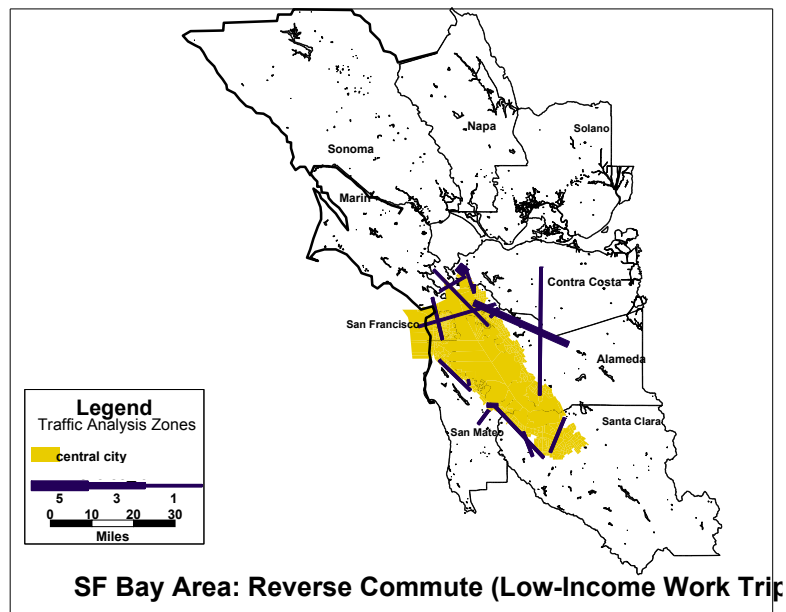 Napa
Solano
Sonoma
Marin
Contra Costa
San Francisco
Alameda
Santa Clara
San Mateo
Legend
Traffic Analysis Zones
central city
5 3 1
0 10 20 30
Miles
SF Bay Area: Reverse Commute (Low-Income Work Trip